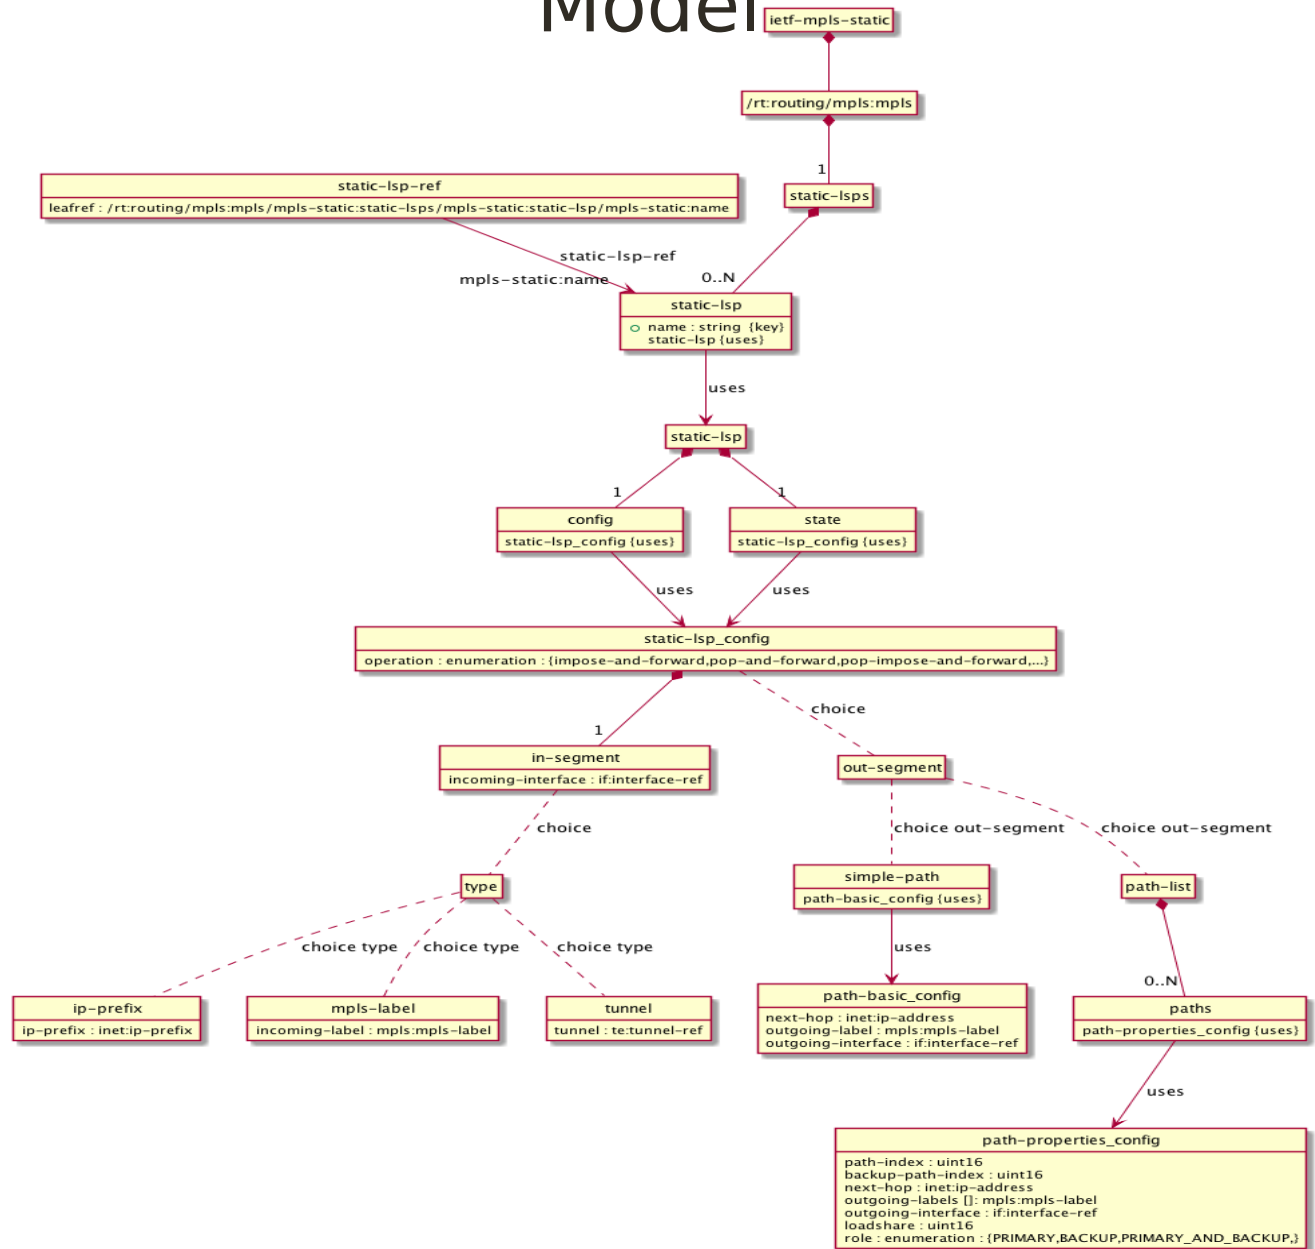 Model
ietf-mpls-static
/rt:routing/mpls:mpls
1
static-lsp-ref
leafref : /rt:routing/mpls:mpls/mpls-static:static-lsps/mpls-static:static-lsp/mpls-static:name
static-lsps
static-lsp-ref
mpls-static:name
0..N
static-lsp
name : string {key}
static-lsp {uses}
uses
static-lsp
1
1
config
static-lsp_config {uses}
state
static-lsp_config {uses}
uses
uses
static-lsp_config
operation : enumeration : {impose-and-forward,pop-and-forward,pop-impose-and-forward,...}
choice
1
in-segment
incoming-interface : if:interface-ref
out-segment
choice
choice out-segment
choice out-segment
type
simple-path
path-basic_config {uses}
path-list
choice type
choice type
choice type
uses
0..N
ip-prefix
ip-prefix : inet:ip-prefix
mpls-label
incoming-label : mpls:mpls-label
tunnel
tunnel : te:tunnel-ref
path-basic_config
next-hop : inet:ip-address
outgoing-label : mpls:mpls-label
outgoing-interface : if:interface-ref
paths
path-properties_config {uses}
uses
path-properties_config
path-index : uint16
backup-path-index : uint16
next-hop : inet:ip-address
outgoing-labels []: mpls:mpls-label
outgoing-interface : if:interface-ref
loadshare : uint16
role : enumeration : {PRIMARY,BACKUP,PRIMARY_AND_BACKUP,}